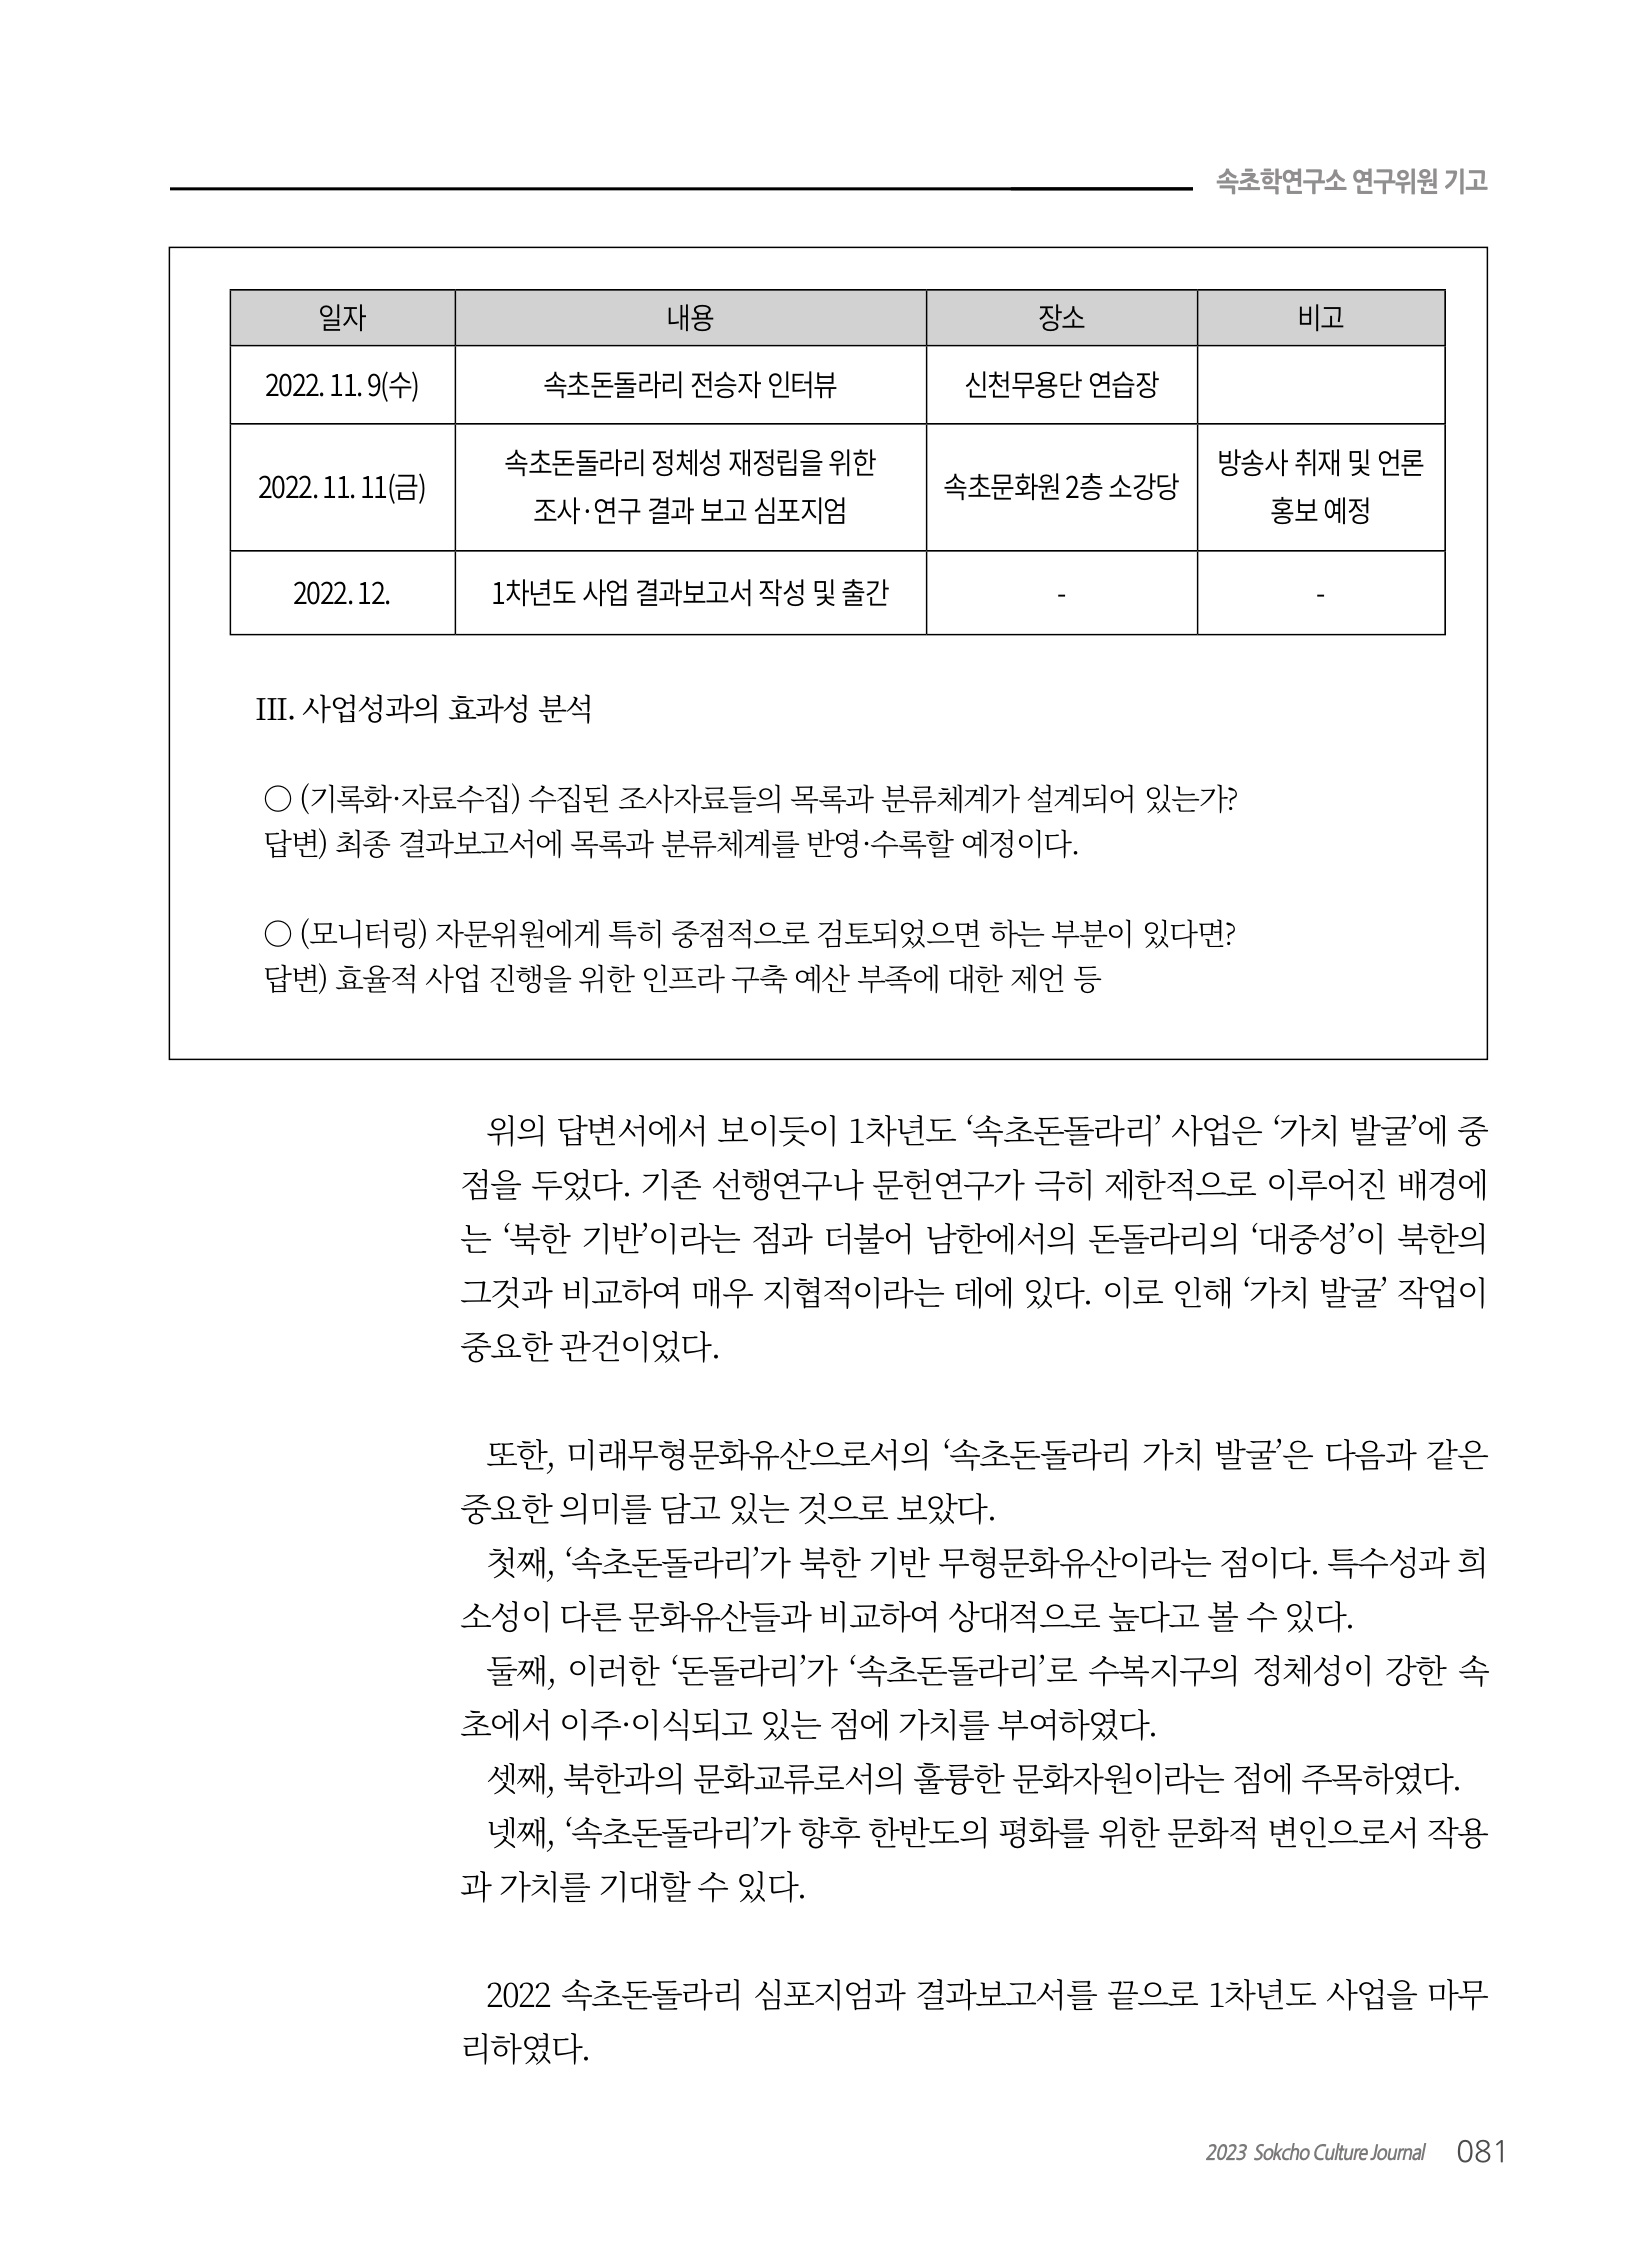 속초학연구소 연구위원 기고
일자 내용 장소 비고
2022. 11. 9(수) 속초돈돌라리 전승자 인터뷰 신천무용단 연습장
2022. 11. 11(금) 속초돈돌라리 정체성 재정립을 위한 조사·연구 결과 보고 심포지엄 속초문화원 2층 소강당 방송사 취재 및 언론 홍보 예정
2022. 12. 1차년도 사업 결과보고서 작성 및 출간 - -
III. 사업성과의 효과성 분석
○ (기록화·자료수집) 수집된 조사자료들의 목록과 분류체계가 설계되어 있는가?
답변) 최종 결과보고서에 목록과 분류체계를 반영·수록할 예정이다.
○ (모니터링) 자문위원에게 특히 중점적으로 검토되었으면 하는 부분이 있다면?
답변) 효율적 사업 진행을 위한 인프라 구축 예산 부족에 대한 제언 등
위의 답변서에서 보이듯이 1차년도 ‘속초돈돌라리’ 사업은 ‘가치 발굴’에 중
점을 두었다. 기존 선행연구나 문헌연구가 극히 제한적으로 이루어진 배경에
는 ‘북한 기반’이라는 점과 더불어 남한에서의 돈돌라리의 ‘대중성’이 북한의
그것과 비교하여 매우 지협적이라는 데에 있다. 이로 인해 ‘가치 발굴’ 작업이
중요한 관건이었다.
또한, 미래무형문화유산으로서의 ‘속초돈돌라리 가치 발굴’은 다음과 같은
중요한 의미를 담고 있는 것으로 보았다.
첫째, ‘속초돈돌라리’가 북한 기반 무형문화유산이라는 점이다. 특수성과 희
소성이 다른 문화유산들과 비교하여 상대적으로 높다고 볼 수 있다.
둘째, 이러한 ‘돈돌라리’가 ‘속초돈돌라리’로 수복지구의 정체성이 강한 속
초에서 이주·이식되고 있는 점에 가치를 부여하였다.
셋째, 북한과의 문화교류로서의 훌륭한 문화자원이라는 점에 주목하였다.
넷째, ‘속초돈돌라리’가 향후 한반도의 평화를 위한 문화적 변인으로서 작용
과 가치를 기대할 수 있다.
2022 속초돈돌라리 심포지엄과 결과보고서를 끝으로 1차년도 사업을 마무
리하였다.
2023 Sokcho Culture Journal 081